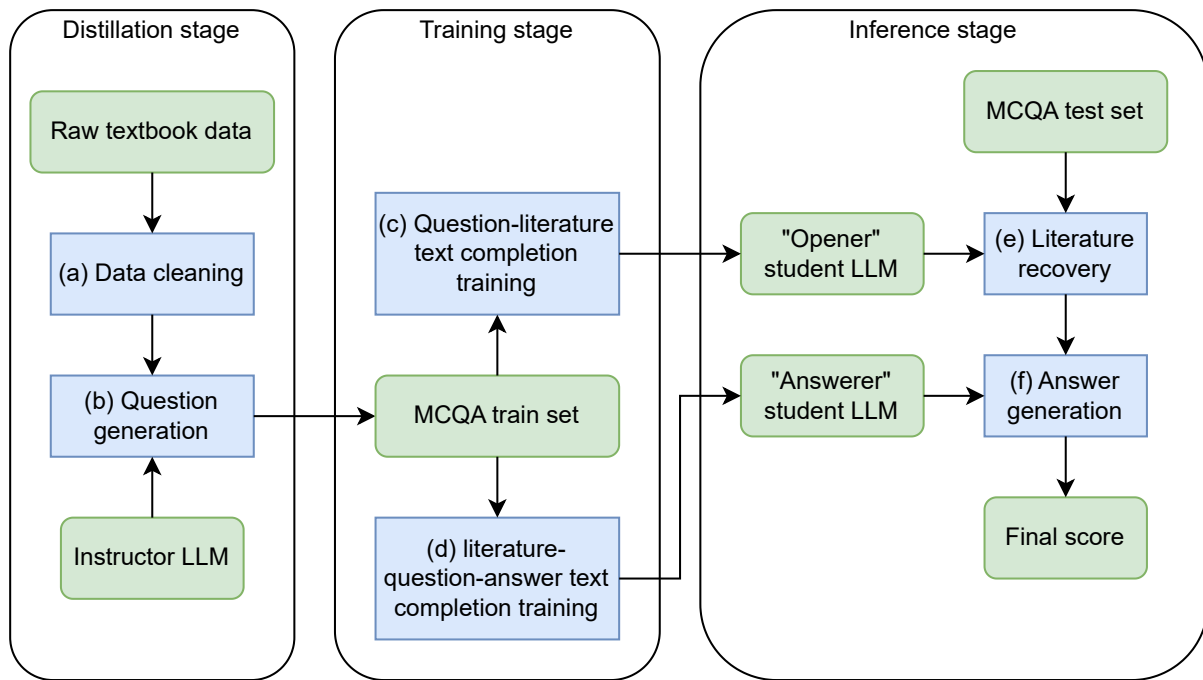 Distillation stage
Raw textbook data
(a) Data cleaning
(b) Question
generation
Instructor LLM
Training stage
(c) Question-literature
text completion
training
MCQA train set
(d) literature-
question-answer text
completion training
Inference stage
MCQA test set
"Opener"
student LLM
(e) Literature
recovery
"Answerer"
student LLM
(f) Answer
generation
Final score